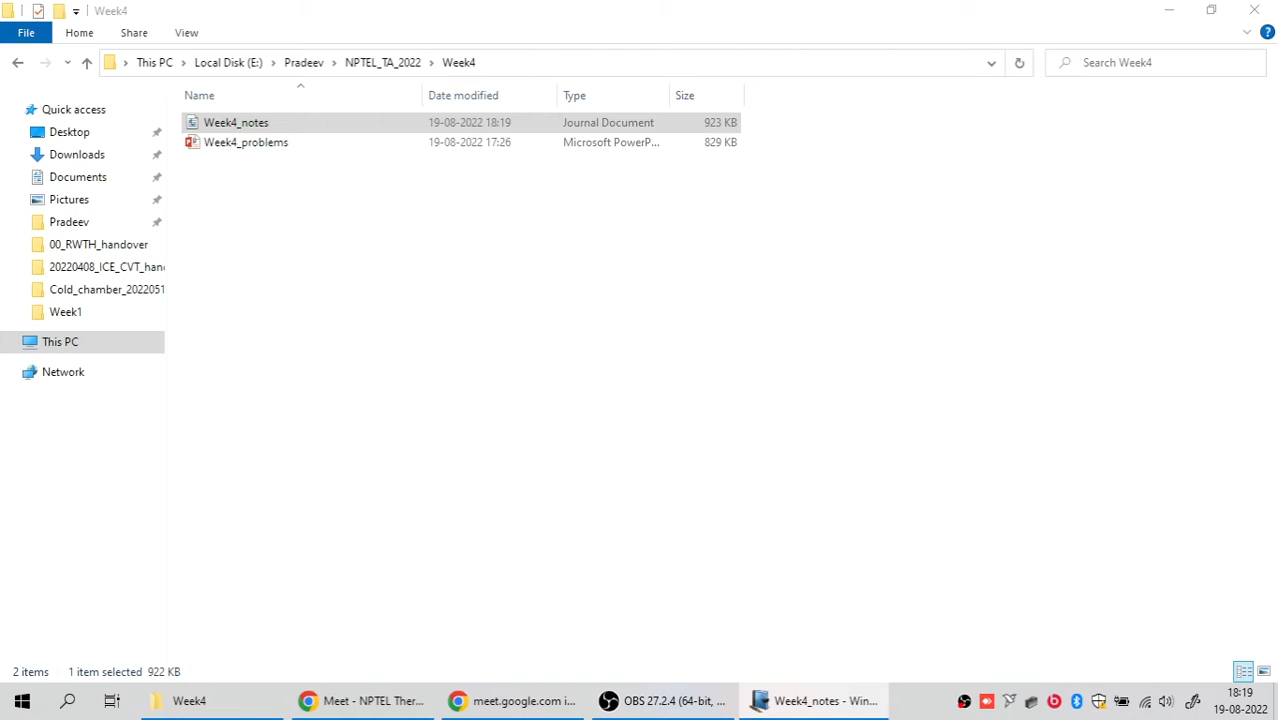 Week4
File Home Share View
This PC Local Disk (E:) Pradeev NPTEL_TA_2022 Week4 Search Week4
Name Date modified Type Size
Quick access
Week4_notes 19-08-2022 18:19 Journal Document 923 KB
Desktop
Week4_problems 19-08-2022 17:26 Microsoft PowerP... 829 KB
Downloads
Documents
Pictures
Pradeev
00_RWTH_handover
20220408_ICE_CVT_han
Cold_chamber_2022051
Week1
This PC
Network
2 items 1 item selected 922 KB
Week4 Meet - NPTEL Ther... meet.google.com i... OBS 27.2.4 (64-bit, ... Week4_notes - Win... 18:19
19-08-2022